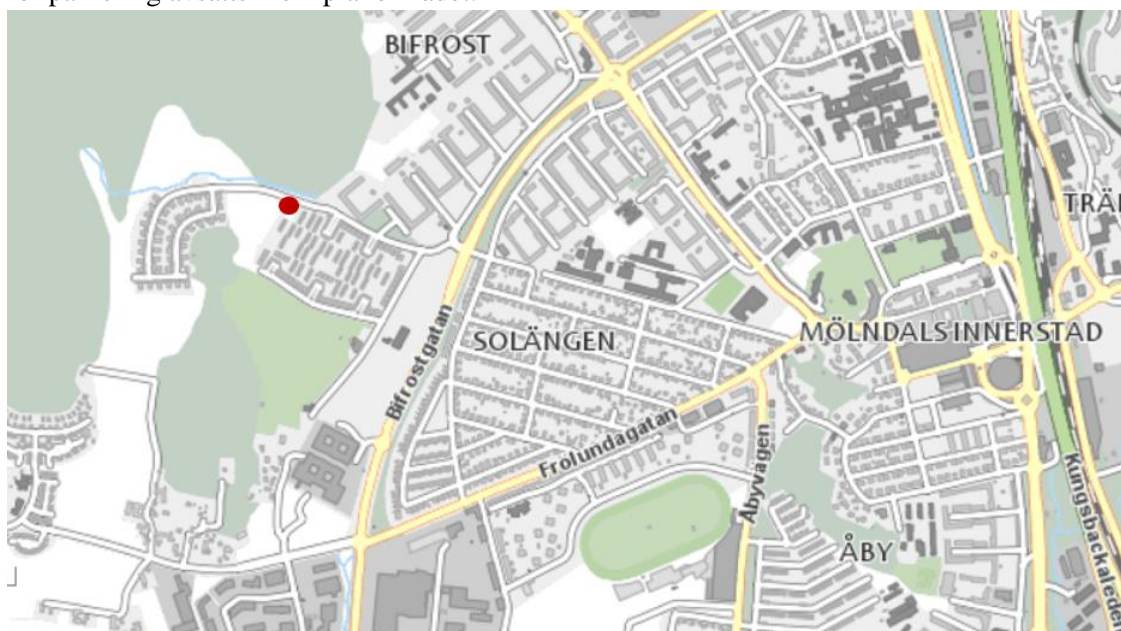 BIFROST
TRÄ
SOLÄNGEN
MÖLNDALS INNERSTAD
Bifrostgatan
Frölundagatan
Åbyvägen
Kungsbackaleden
ÅBY